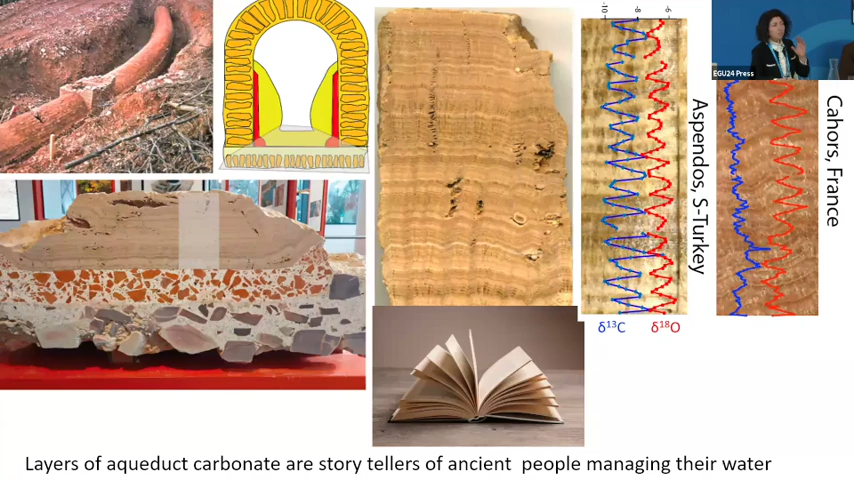 -10
-8
-6
EGU24 Press
Aspendos, S-Turkey
Cahors, France
δ¹³C
δ¹⁸O
Layers of aqueduct carbonate are story tellers of ancient  people managing their water